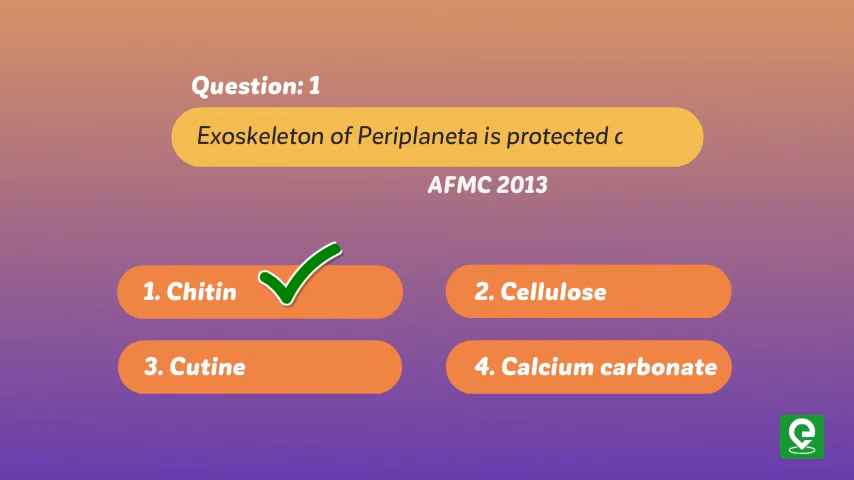 Question: 1
Exoskeleton of Periplaneta is protected
AFMC 2013
1. Chitin
2. Cellulose
3. Cutine
4. Calcium carbonate